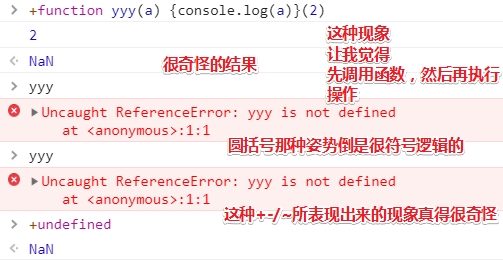 +function yyy(a) {console.log(a)}(2)
2
NaN
yyy
Uncaught ReferenceError: yyy is not defined
at <anonymous>:1:1
yyy
Uncaught ReferenceError: yyy is not defined
at <anonymous>:1:1
+undefined
NaN
这种现象
让我觉得
先调用函数，然后再执行
操作
很奇怪的结果
圆括号那种姿势倒是很符号逻辑的
这种+-/~所表现出来的现象真得很奇怪